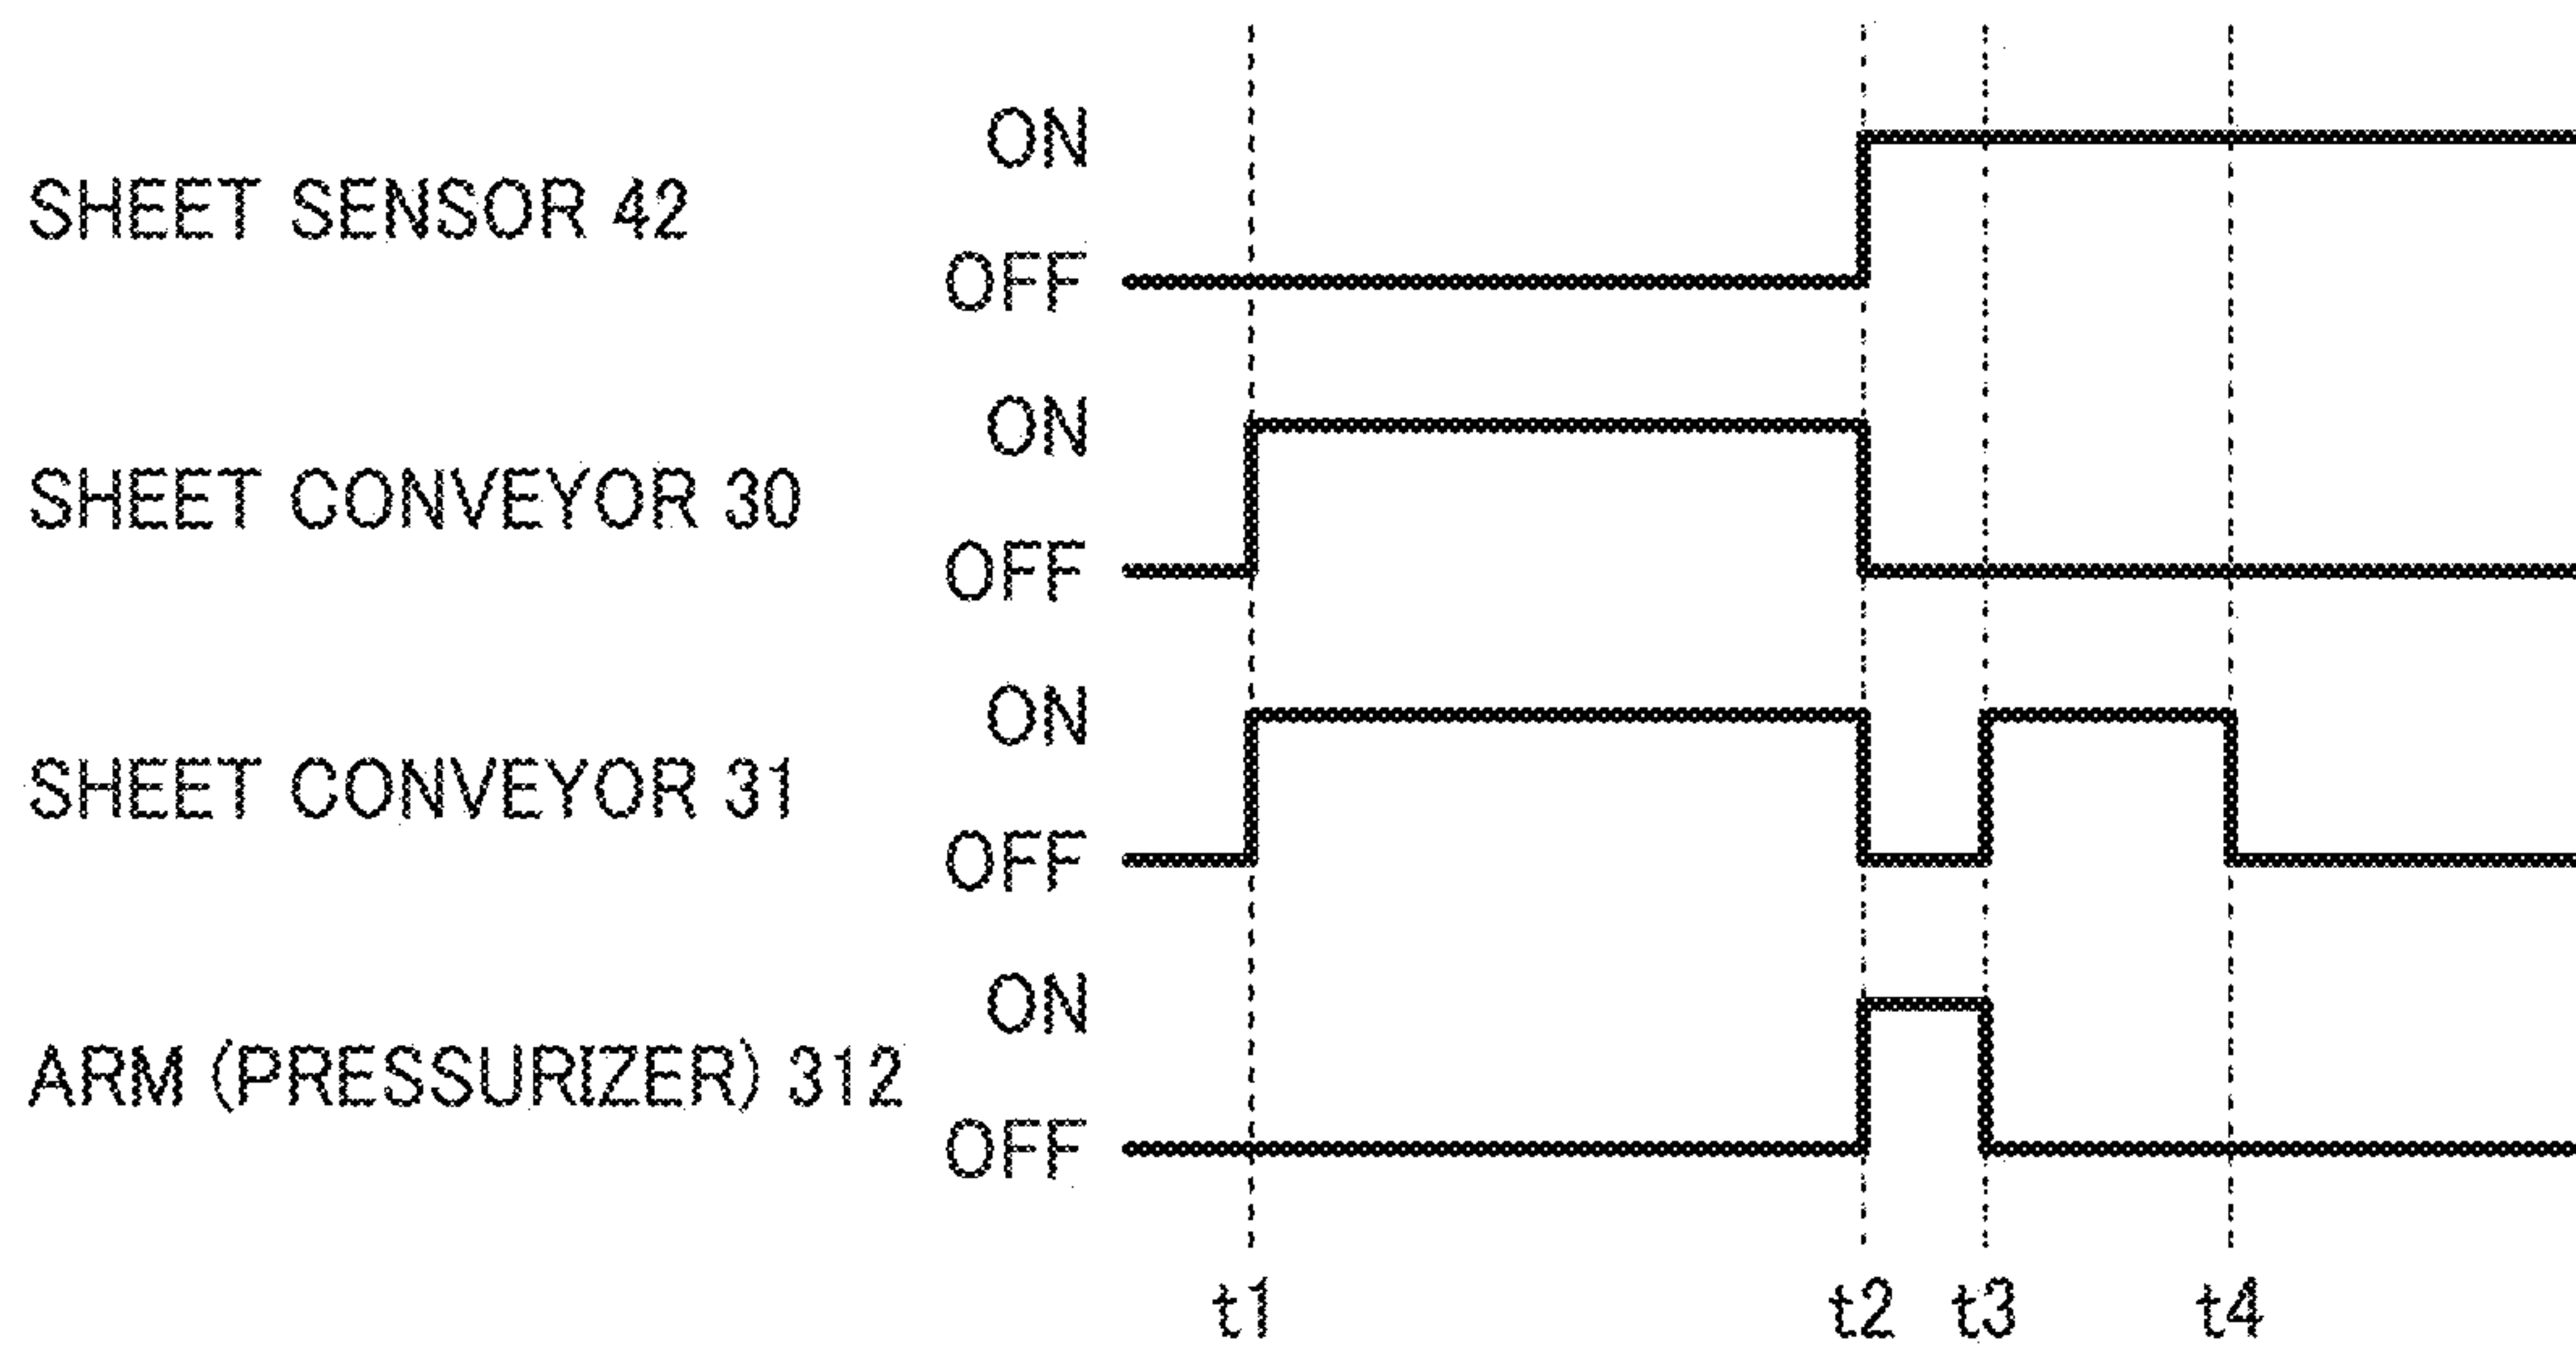 ON
SHEET SENSOR 42
OFF
ON
SHEET CONVEYOR 30
OFF
ON
SHEET CONVEYOR 31
OFF
ON
ARM (PRESSURIZER) 312
OFF
t1 t2 t3 t4